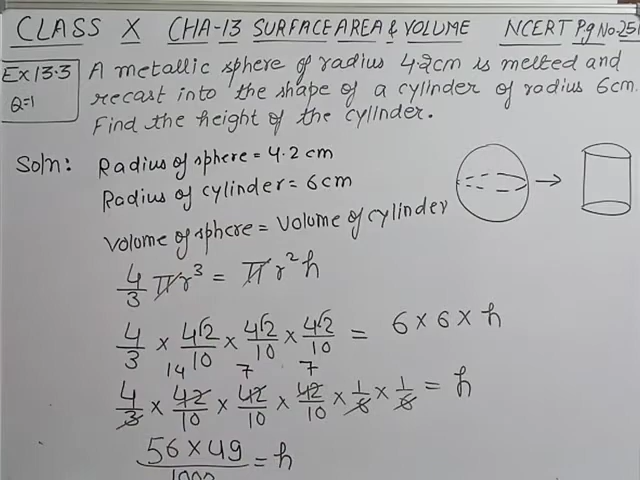 CLASS X CHA-13 SURFACE AREA & VOLUME NCERT Pg No-251
Ex 13.3
Q=1
A metallic sphere of radius 4.2cm is melted and
recast into the shape of a cylinder of radius 6cm.
Find the height of the cylinder.
Soln: Radius of sphere = 4.2 cm
Radius of cylinder = 6cm
Volume of sphere = Volume of cylinder
4/3 πr³ = πr²h
4/3 × 42/10 × 42/10 × 42/10 = 6 × 6 × h
14 7 7
4/3 × 42/10 × 42/10 × 42/10 × 1/6 × 1/6 = h
56 × 49/1000 = h